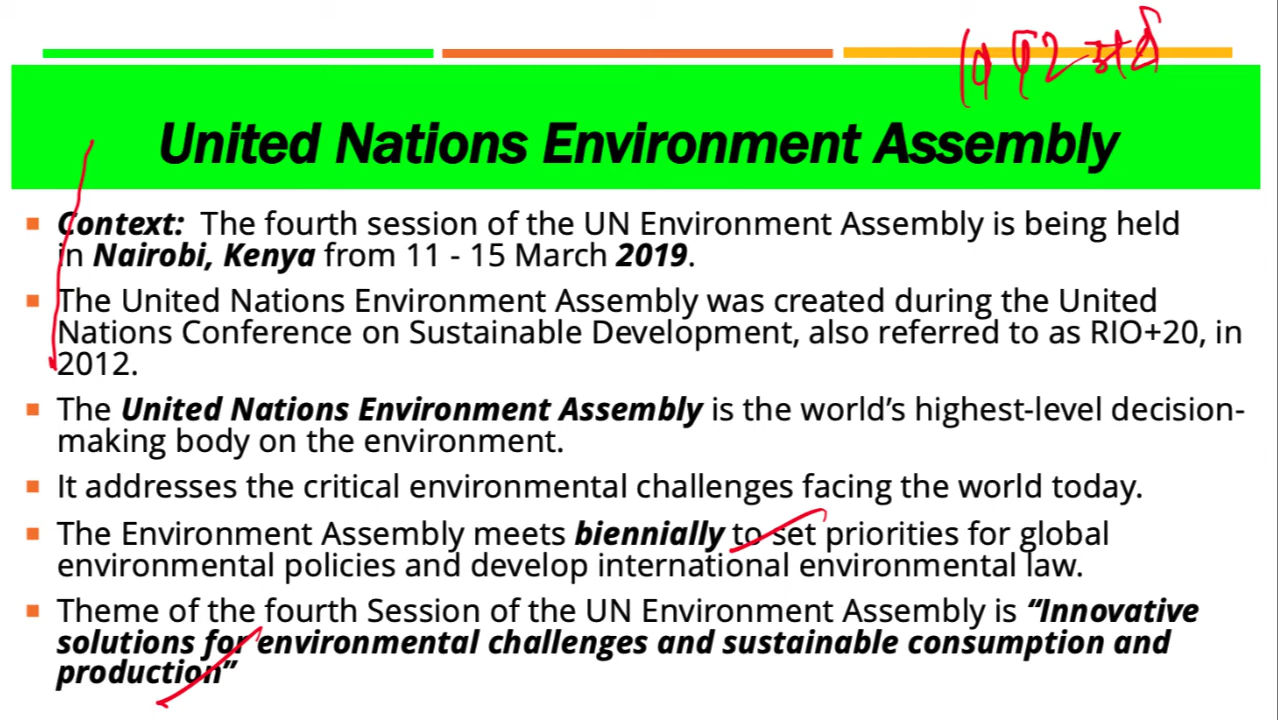 United Nations Environment Assembly
Context: The fourth session of the UN Environment Assembly is being held
in Nairobi, Kenya from 11 - 15 March 2019.
The United Nations Environment Assembly was created during the United
Nations Conference on Sustainable Development, also referred to as RIO+20, in
2012.
The United Nations Environment Assembly is the world’s highest-level decision-
making body on the environment.
It addresses the critical environmental challenges facing the world today.
The Environment Assembly meets biennially to set priorities for global
environmental policies and develop international environmental law.
Theme of the fourth Session of the UN Environment Assembly is “Innovative
solutions for environmental challenges and sustainable consumption and
production”